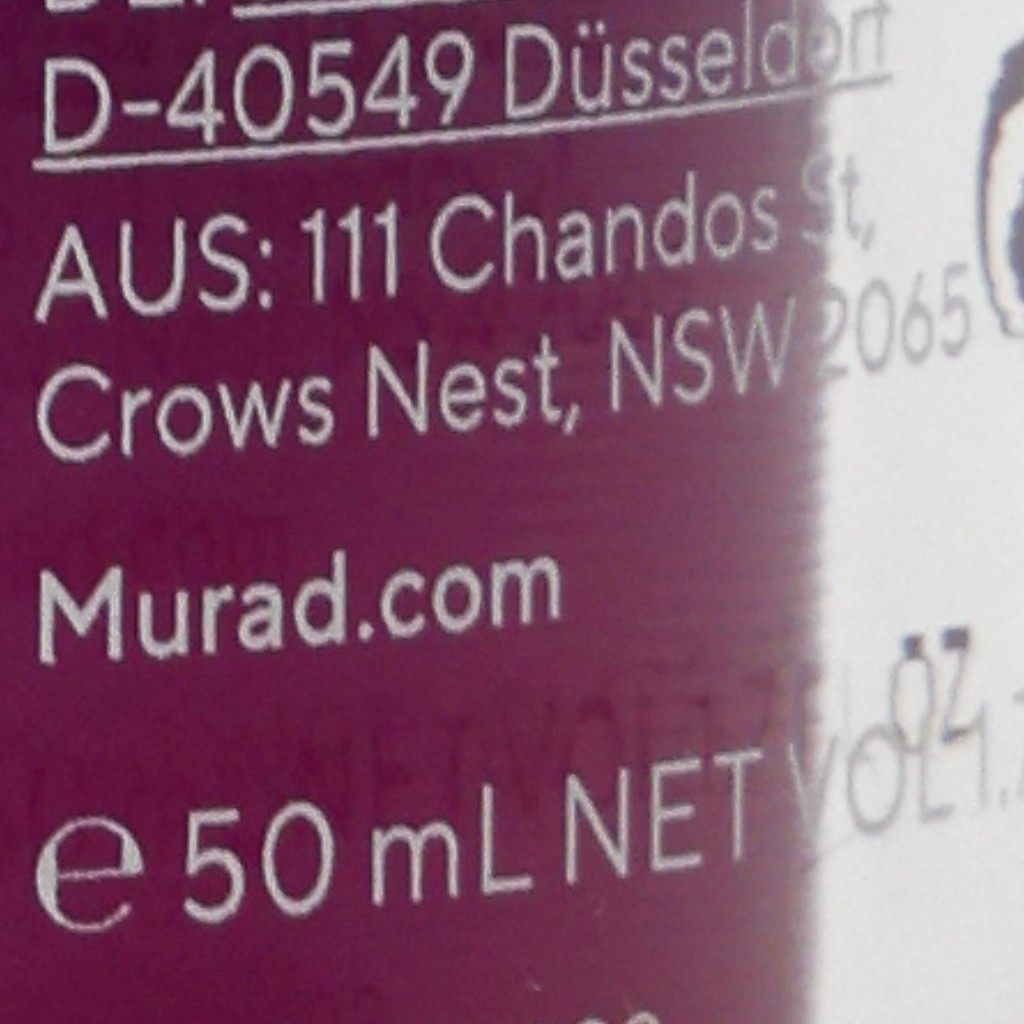 D-40549 Düsseldorf
AUS: 111 Chandos St,
Crows Nest, NSW 2065
Murad.com
℮ 50 mL NET VOL 1.7